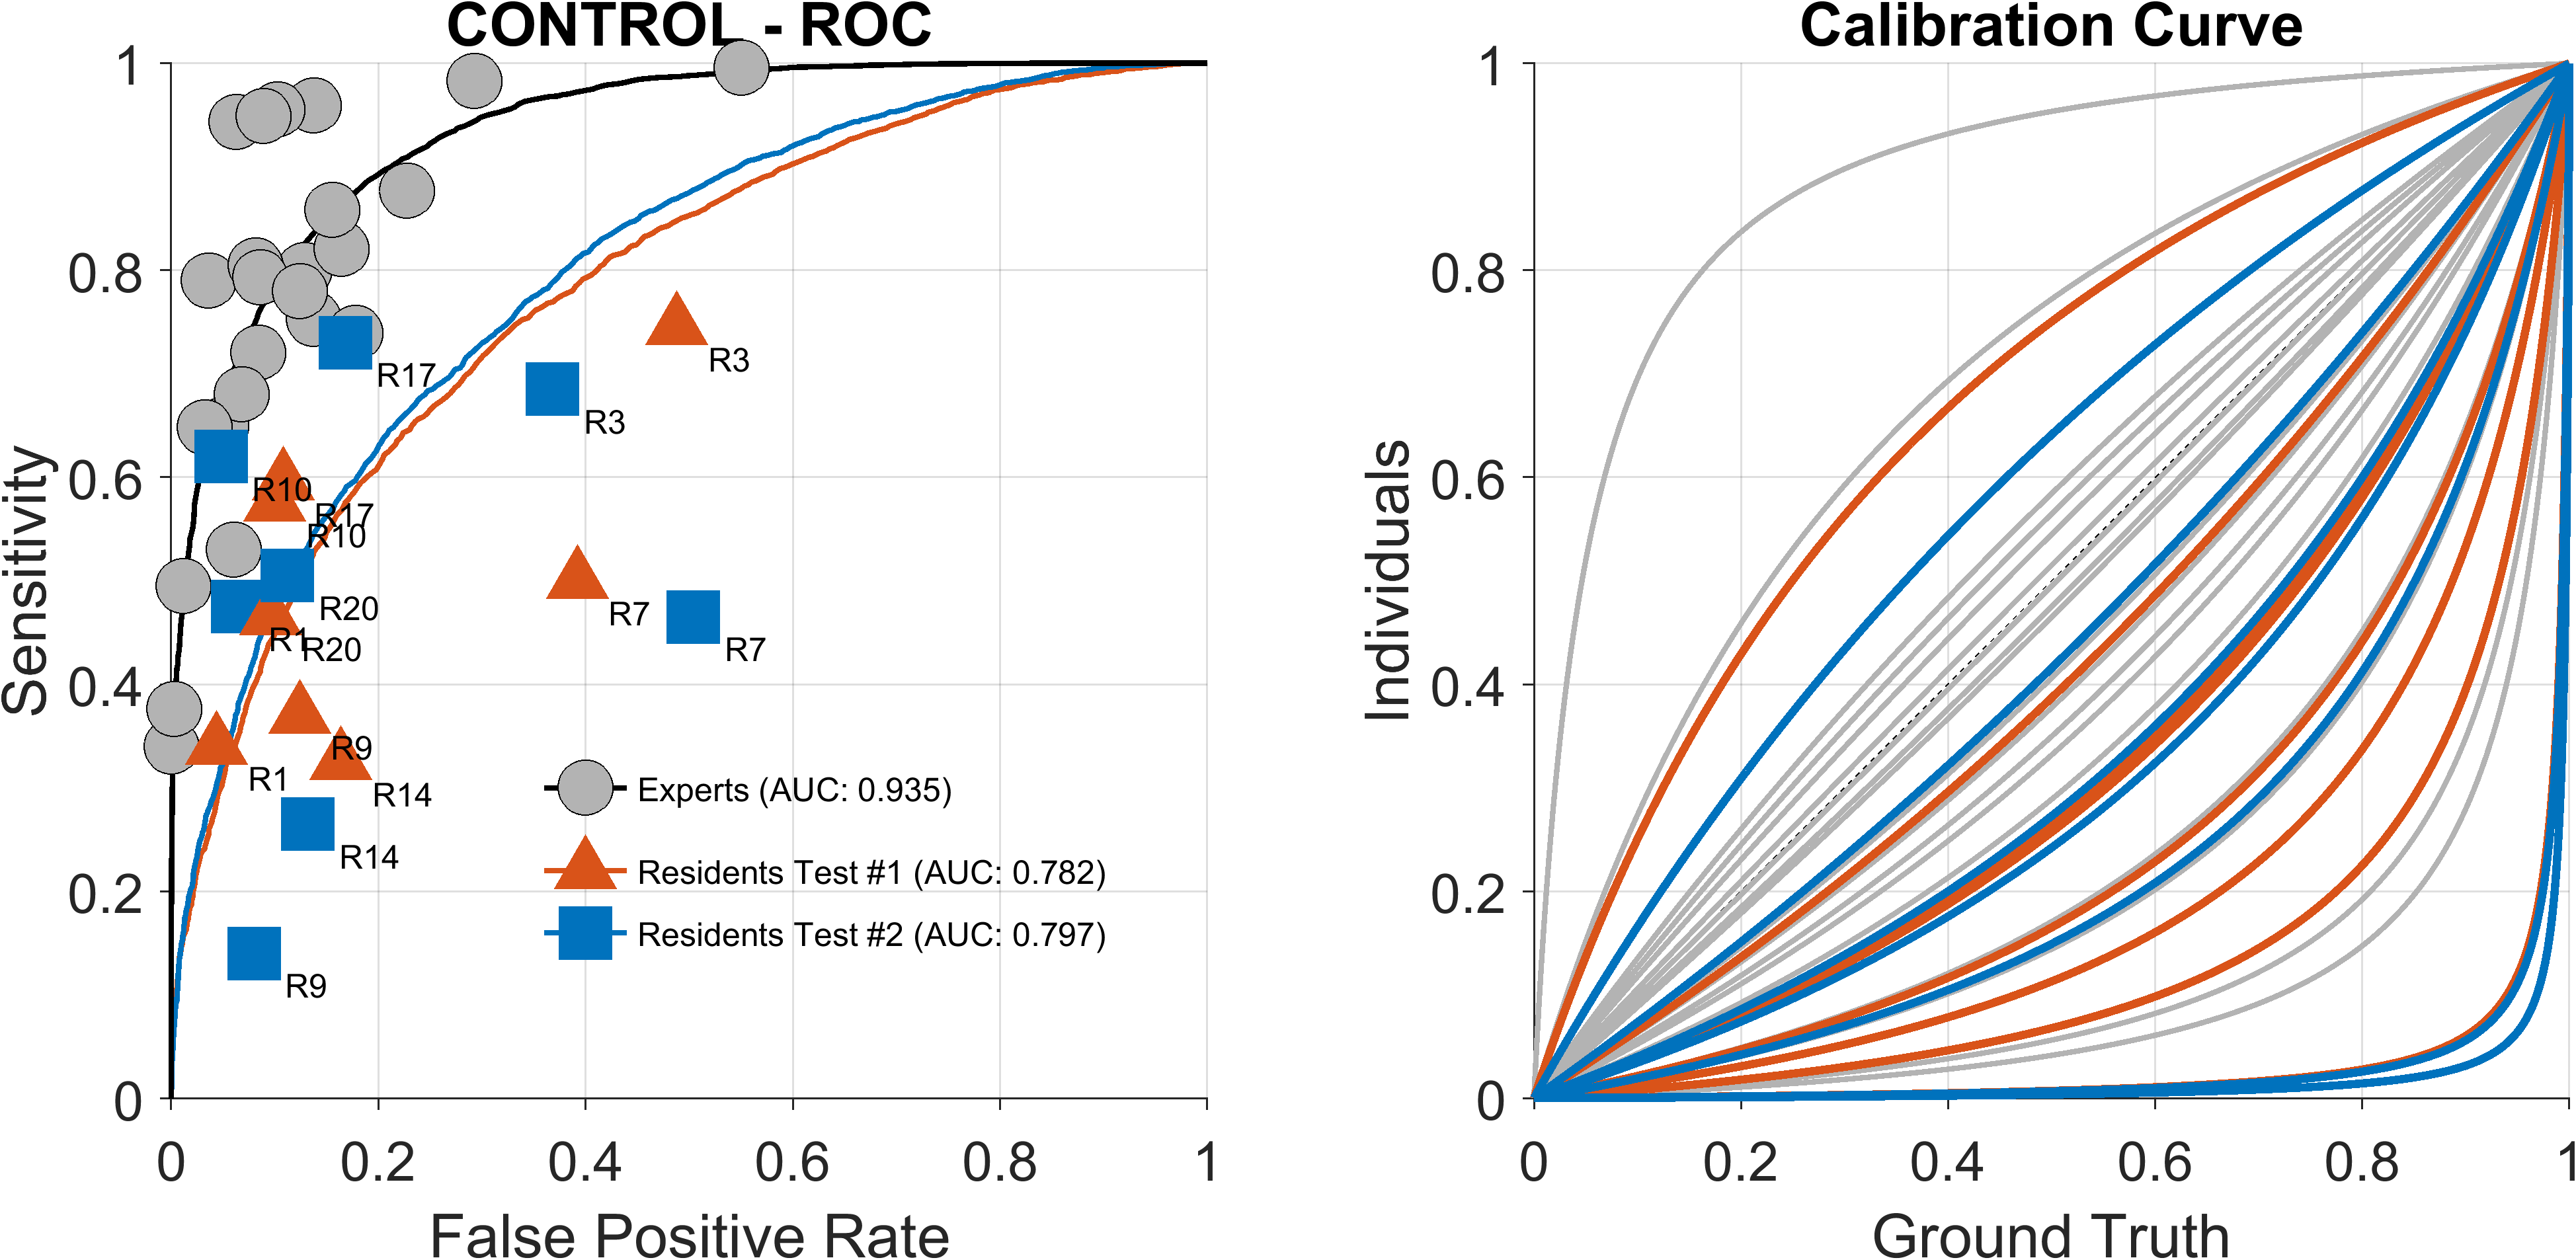 CONTROL - ROC
1
0.8
0.6
0.4
0.2
0
Sensitivity
R17
R3
R3
R10
R17
R10
R20
R1
R20
R7
R7
R9
R1
R14
R14
R9
Experts (AUC: 0.935)
Residents Test #1 (AUC: 0.782)
Residents Test #2 (AUC: 0.797)
0 0.2 0.4 0.6 0.8 1
False Positive Rate
Calibration Curve
1
0.8
0.6
0.4
0.2
0
Individuals
0 0.2 0.4 0.6 0.8 1
Ground Truth